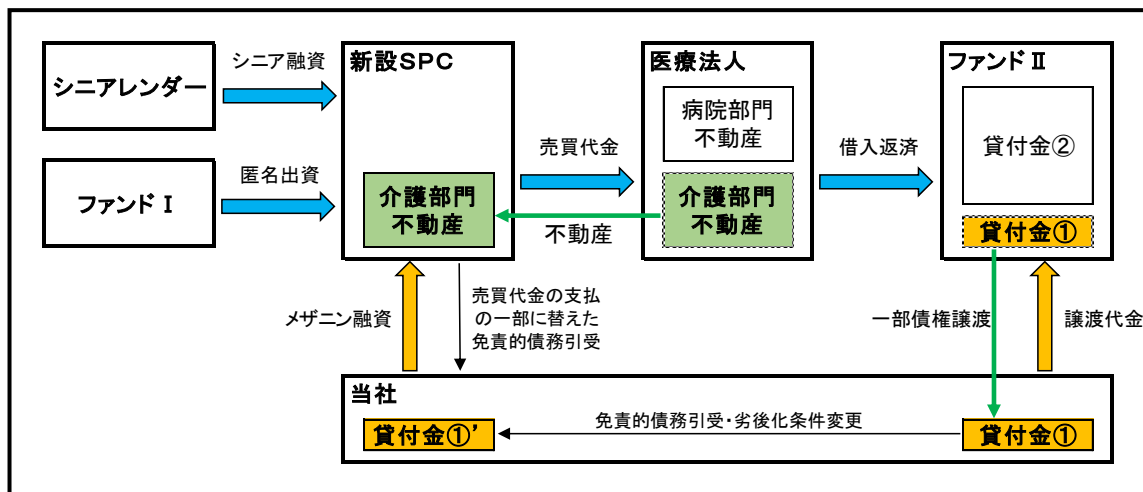 シニアレンダー
シニア融資
ファンド Ⅰ
匿名出資
新設ＳＰＣ
介護部門
不動産
売買代金
不動産
医療法人
病院部門
不動産
介護部門
不動産
借入返済
ファンド Ⅱ
貸付金②
貸付金①
メザニン融資
売買代金の支払
の一部に替えた
免責的債務引受
一部債権譲渡
譲渡代金
当社
貸付金①’
免責的債務引受・劣後化条件変更
貸付金①